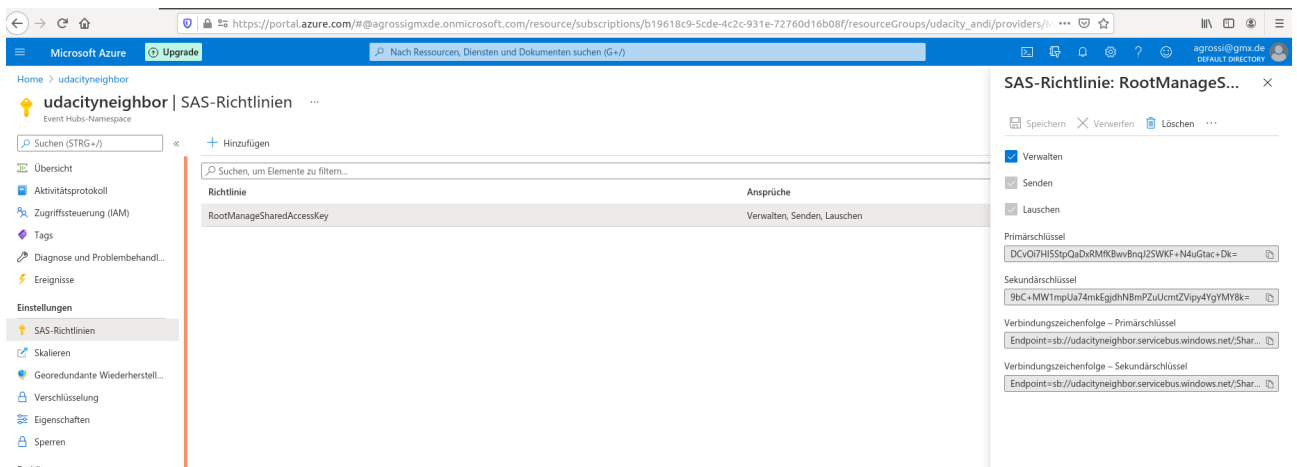 https://portal.azure.com/#@agrossigmxde.onmicrosoft.com/resource/subscriptions/b19618c9-5cde-4c2c-931e-72760d16b08f/resourceGroups/udacity_andi/providers/
Microsoft Azure
Upgrade
Nach Ressourcen, Diensten und Dokumenten suchen (G+/)
agrossi@gmx.de
DEFAULT DIRECTORY
Home > udacityneighbor
udacityneighbor | SAS-Richtlinien ...
Event Hubs-Namespace
Suchen (STRG+/)
«
Übersicht
Aktivitätsprotokoll
Zugriffssteuerung (IAM)
Tags
Diagnose und Problembehandl...
Ereignisse
Einstellungen
SAS-Richtlinien
Skalieren
Georedundante Wiederherstell...
Verschlüsselung
Eigenschaften
Sperren
+ Hinzufügen
Suchen, um Elemente zu filtern...
Richtlinie Ansprüche
RootManageSharedAccessKey Verwalten, Senden, Lauschen
SAS-Richtlinie: RootManageS...
Speichern Verwerfen Löschen ...
Verwalten
Senden
Lauschen
Primärschlüssel
DCvOi7HI5StpQaDxRMfKBwvBnqJ2SWKF+N4uGtac+Dk=
Sekundärschlüssel
9bC+MW1mpUa74mkEgjdhNBmPZuUcmtZVipy4YgYMY8k=
Verbindungszeichenfolge – Primärschlüssel
Endpoint=sb://udacityneighbor.servicebus.windows.net/;Shar...
Verbindungszeichenfolge – Sekundärschlüssel
Endpoint=sb://udacityneighbor.servicebus.windows.net/;Shar...